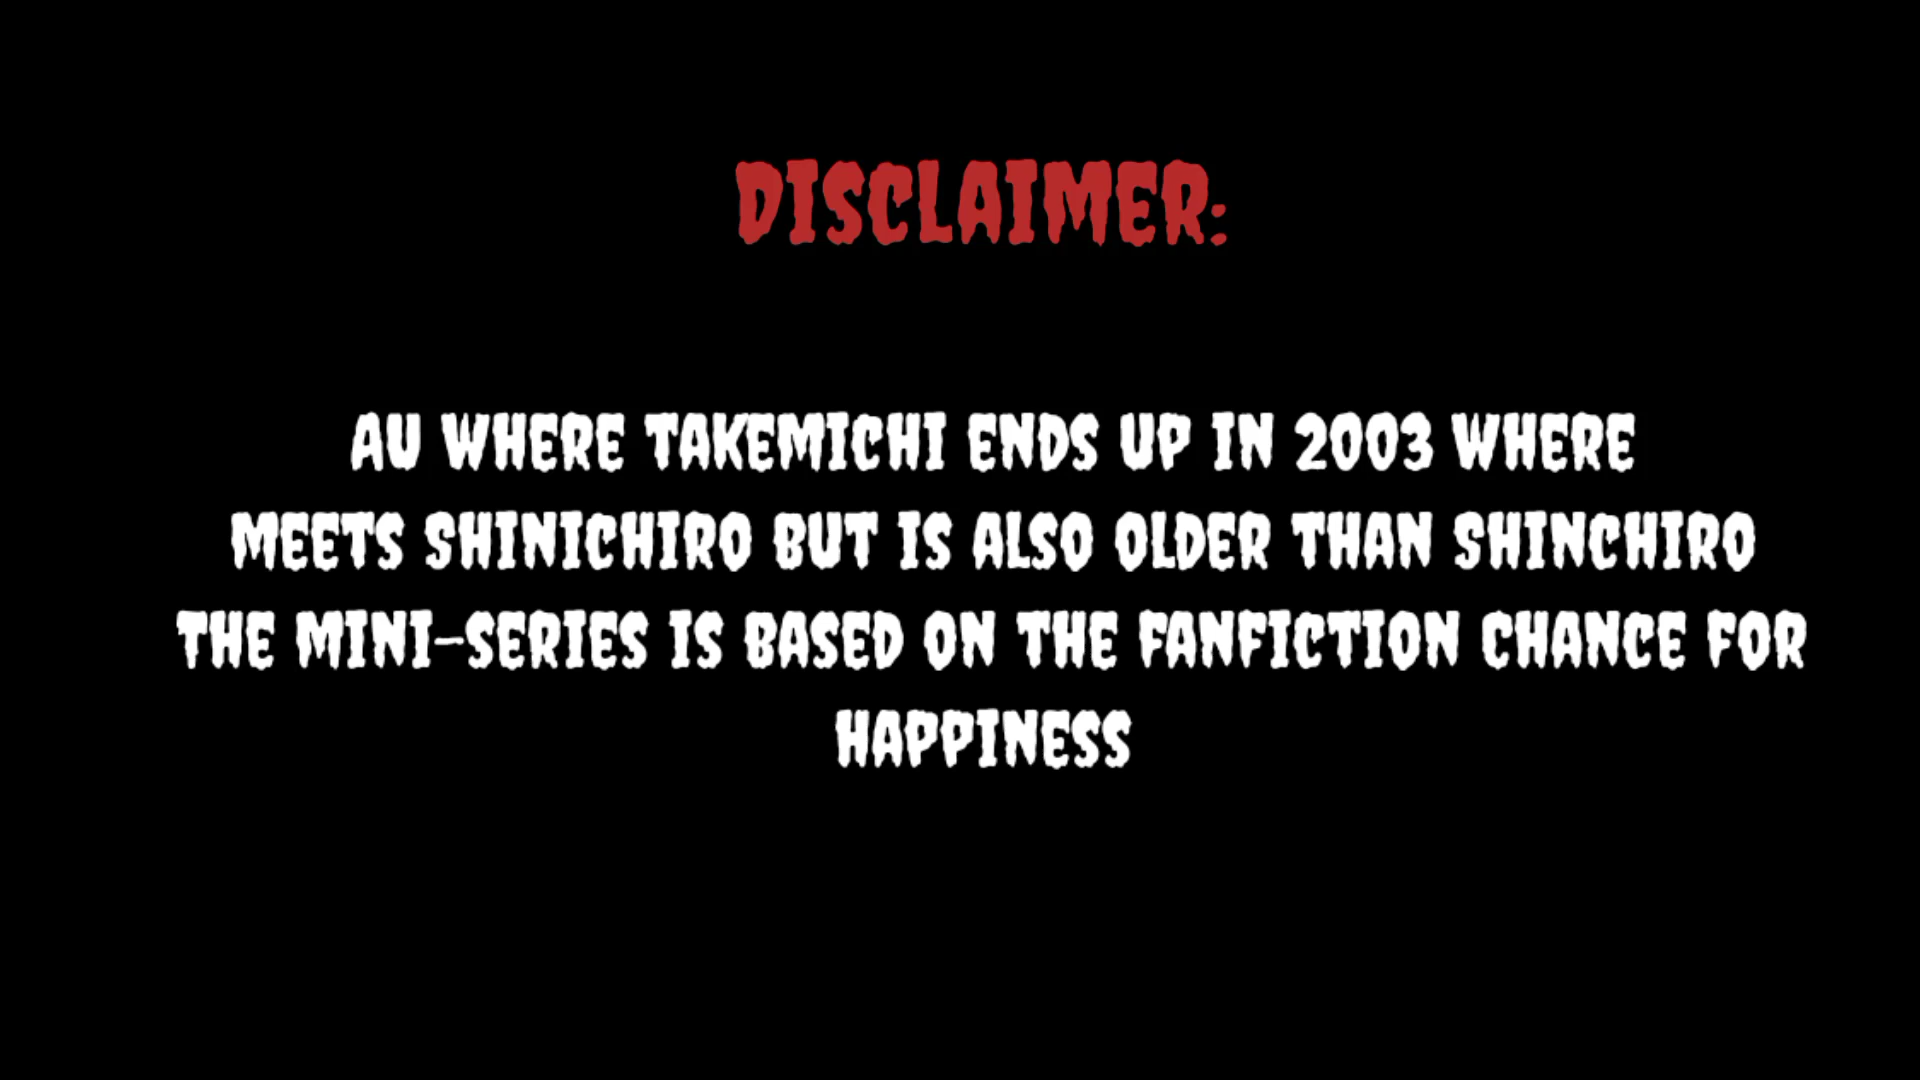 DISCLAIMER:
AU WHERE TAKEMICHI ENDS UP IN 2003 WHERE
MEETS SHINICHIRO BUT IS ALSO OLDER THAN SHINCHIRO
THE MINI-SERIES IS BASED ON THE FANFICTION CHANCE FOR
HAPPINESS